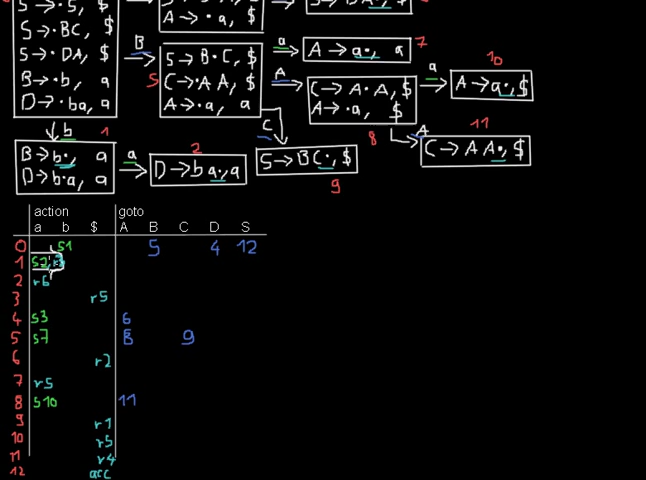 S→·S, $
S→·BC, $
S→·DA, $
B→·b, a
D→·ba, a
A→·a, $
B
5
S→B·C, $
C→·AA, $
A→·a, a
a
A→a·, a
7
A
C→A·A, $
A→·a, $
8
a
A→a·, $
10
A
C→AA·, $
11
C
S→BC·, $
9
b
1
B→b·, a
D→b·a, a
a
2
D→ba·, a
action goto
a b $ A B C D S
0 s1 5 4 12
1 s2
2 r6
3 r5
4 s3 6
5 s7 8 9
6 r2
7 r5
8 s10 11
9 r1
10 r5
11 r4
12 acc